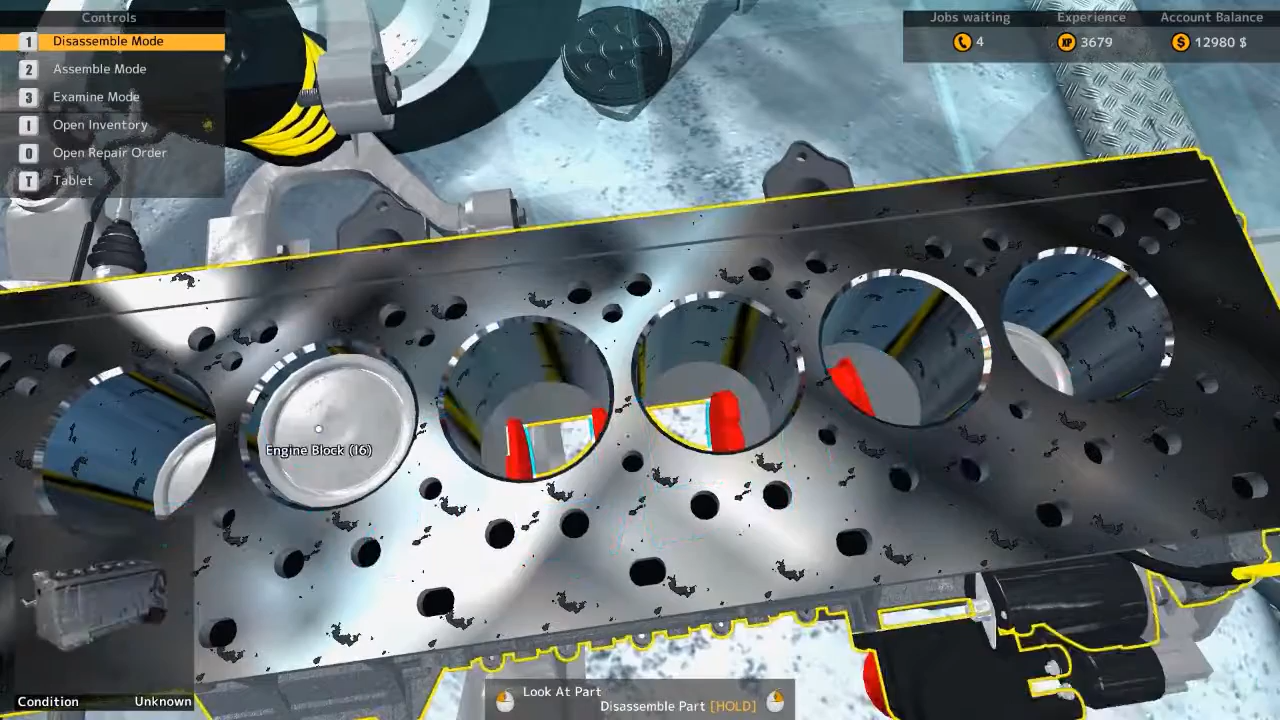 Controls
1 Disassemble Mode
2 Assemble Mode
3 Examine Mode
I Open Inventory
O Open Repair Order
T Tablet
Jobs waiting Experience Account Balance
4 XP 3679 $ 12980 $
Engine Block (I6)
Condition Unknown
Look At Part
Disassemble Part [HOLD]